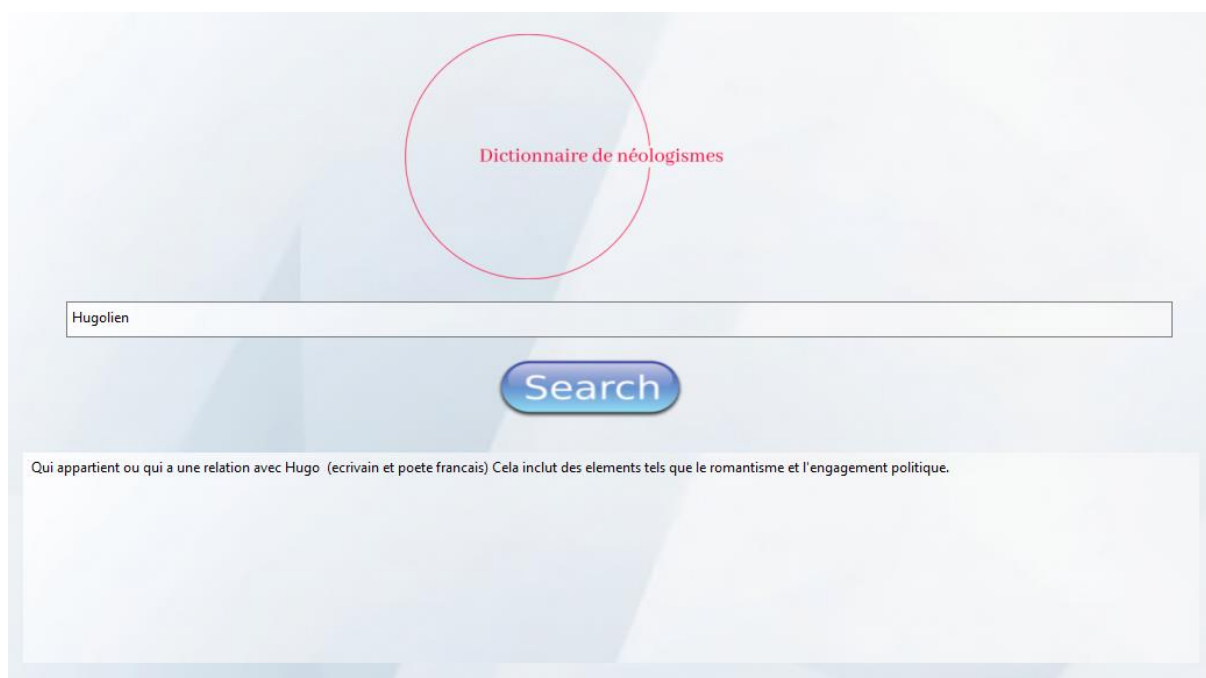 Dictionnaire de néologismes
Hugolien
Search
Qui appartient ou qui a une relation avec Hugo  (ecrivain et poete francais) Cela inclut des elements tels que le romantisme et l'engagement politique.